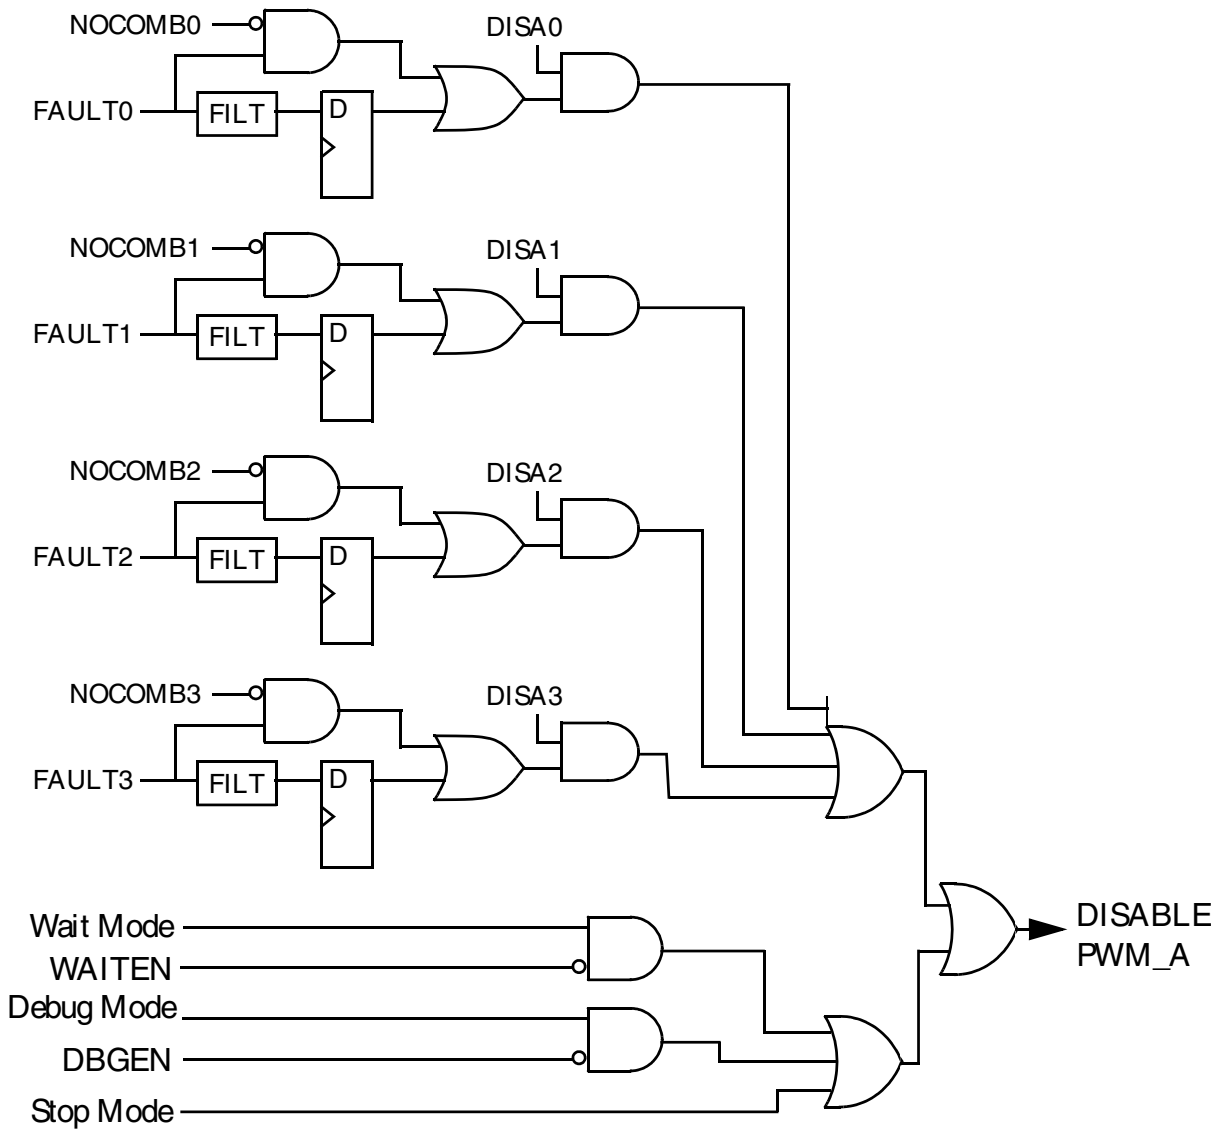 NOCOMB0
DISA0
FAULT0
FILT
D
NOCOMB1
DISA1
FAULT1
FILT
D
NOCOMB2
DISA2
FAULT2
FILT
D
NOCOMB3
DISA3
FAULT3
FILT
D
Wait Mode
WAITEN
Debug Mode
DBGEN
Stop Mode
DISABLE
PWM_A